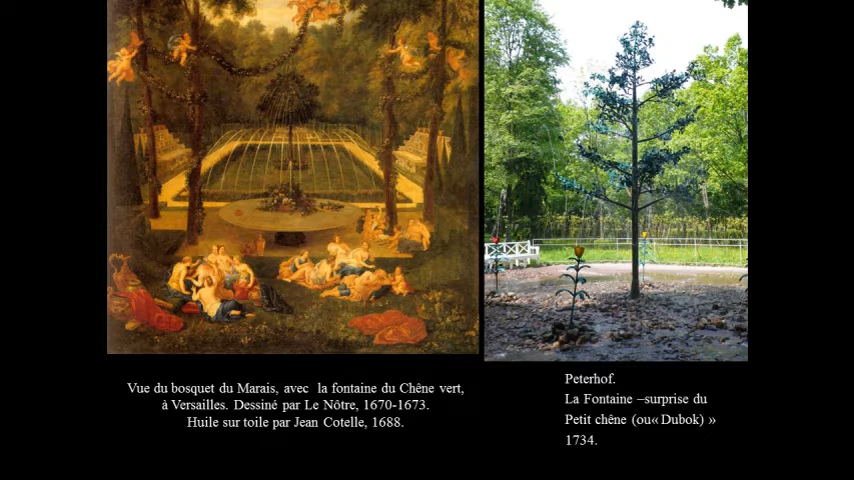 Vue du bosquet du Marais, avec la fontaine du Chêne vert,
à Versailles. Dessiné par Le Nôtre, 1670-1673.
Huile sur toile par Jean Cotelle, 1688.
Peterhof.
La Fontaine –surprise du
Petit chêne (ou« Dubok) »
1734.